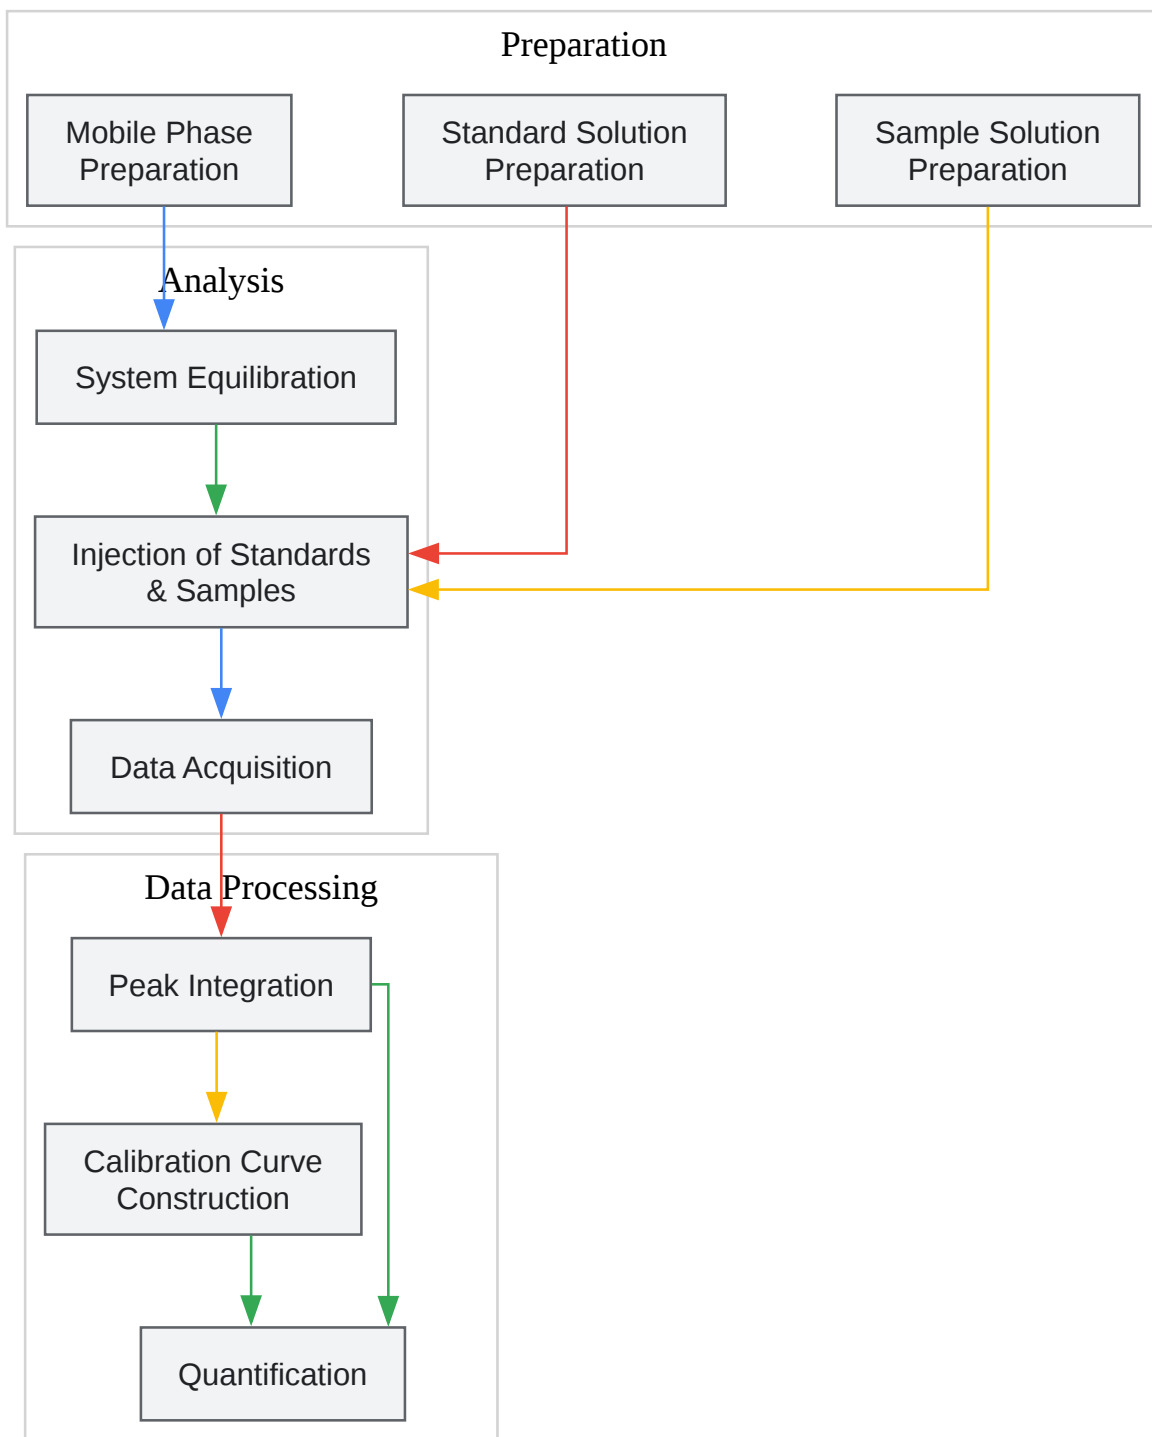 Preparation
Mobile Phase
Preparation
Standard Solution
Preparation
Sample Solution
Preparation
Analysis
System Equilibration
Injection of Standards
& Samples
Data Acquisition
Data Processing
Peak Integration
Calibration Curve
Construction
Quantification